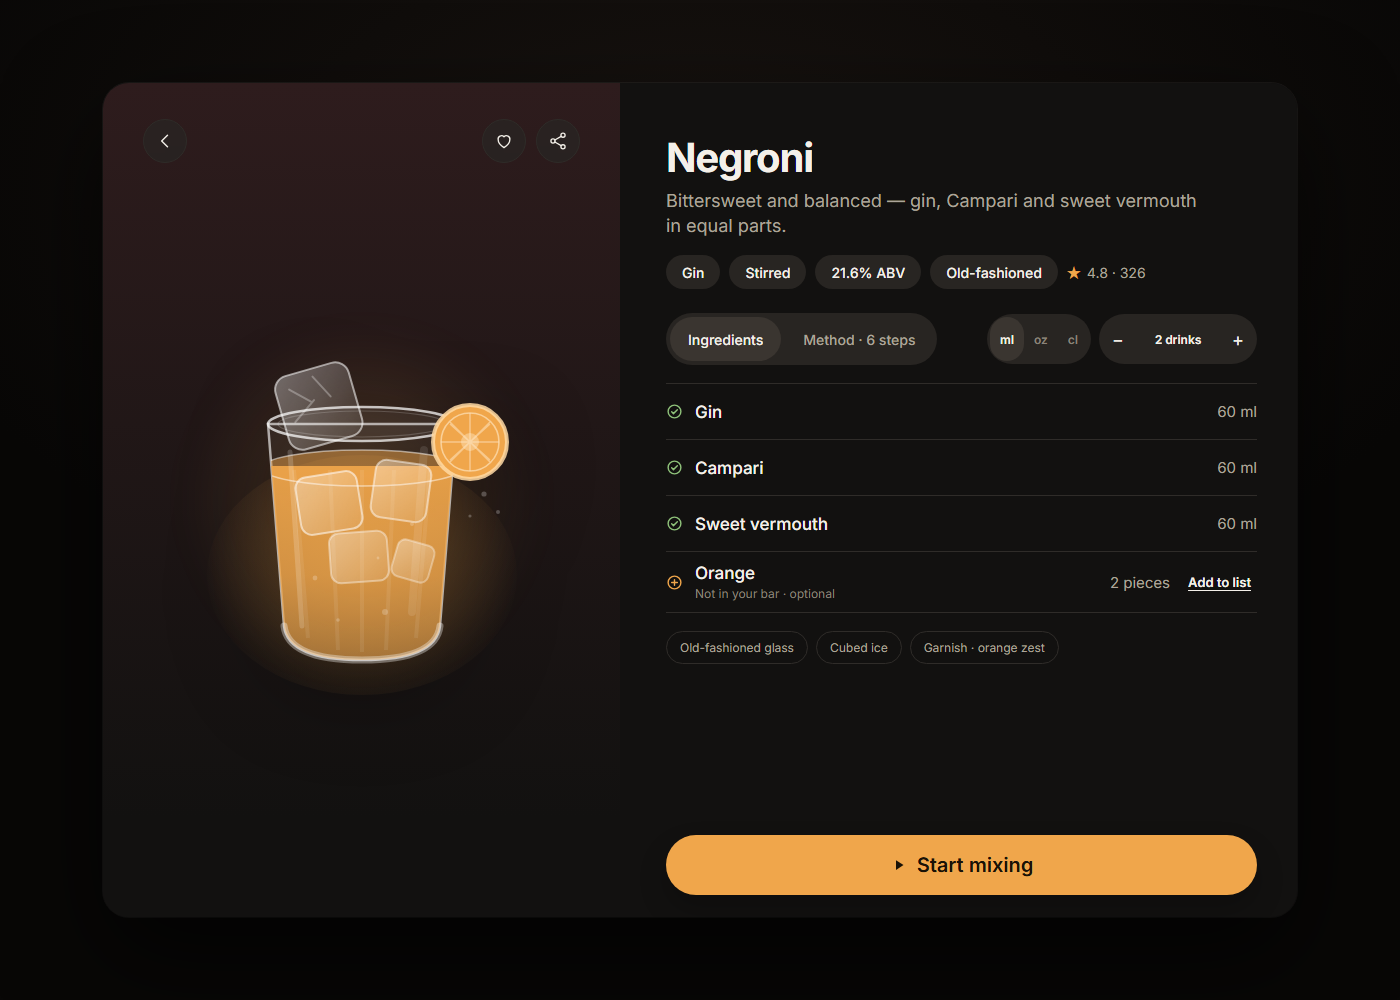 Negroni
Bittersweet and balanced — gin, Campari and sweet vermouth
in equal parts.
Gin Stirred 21.6% ABV Old-fashioned ★ 4.8 · 326
Ingredients Method · 6 steps ml oz cl − 2 drinks +
Gin 60 ml
Campari 60 ml
Sweet vermouth 60 ml
Orange 2 pieces Add to list
Not in your bar · optional
Old-fashioned glass Cubed ice Garnish · orange zest
Start mixing